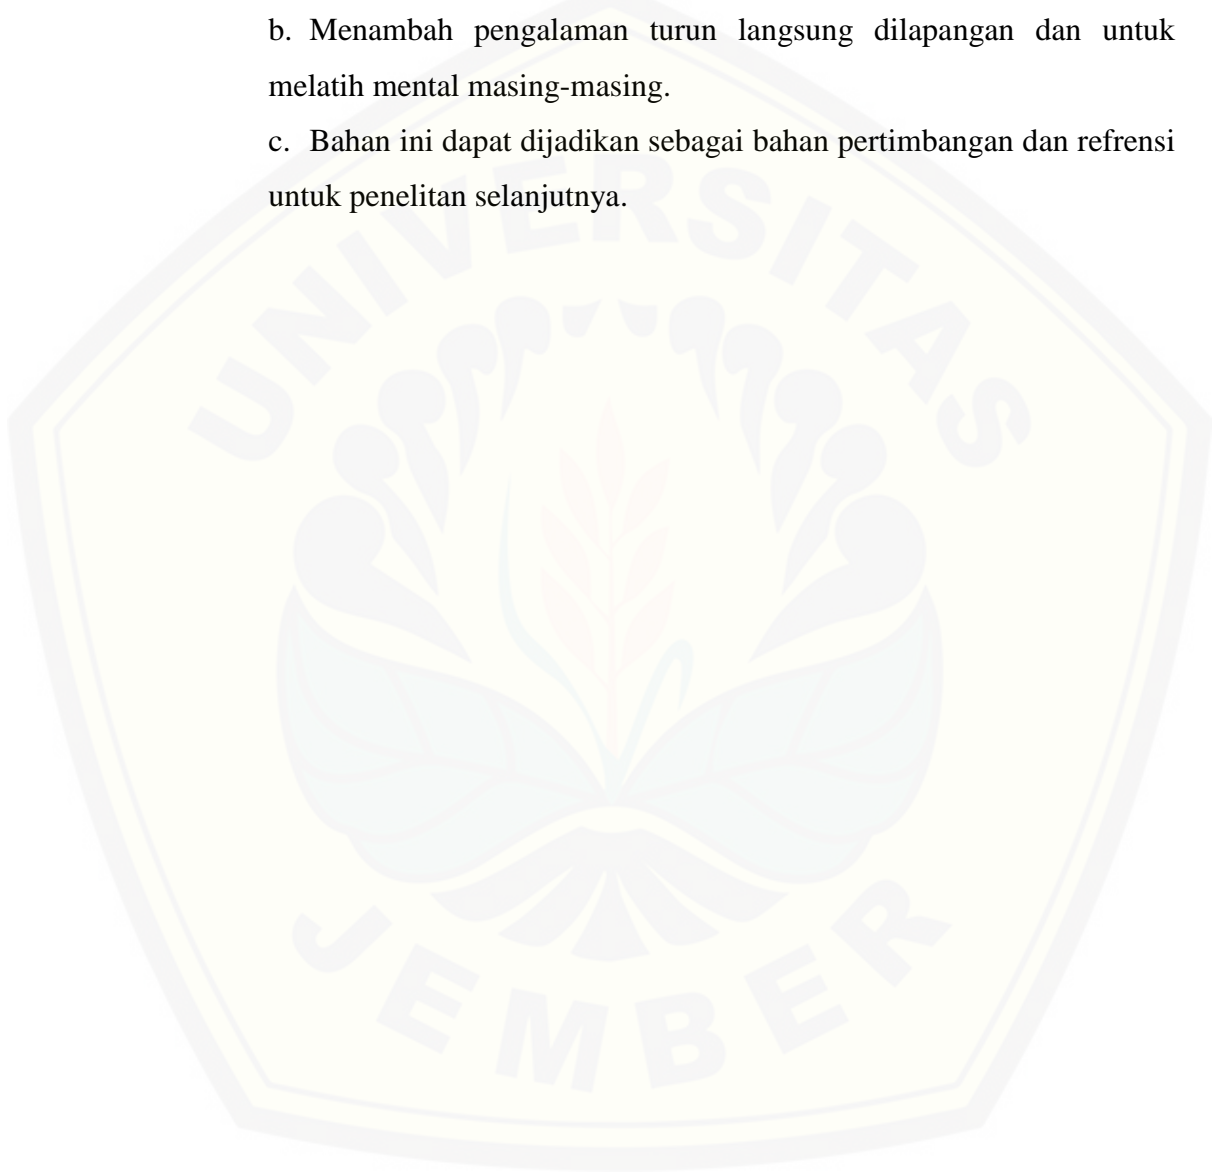 b. Menambah pengalaman turun langsung dilapangan dan untuk
melatih mental masing-masing.
c. Bahan ini dapat dijadikan sebagai bahan pertimbangan dan refrensi
untuk penelitan selanjutnya.
UNIVERSITAS
JEMBER